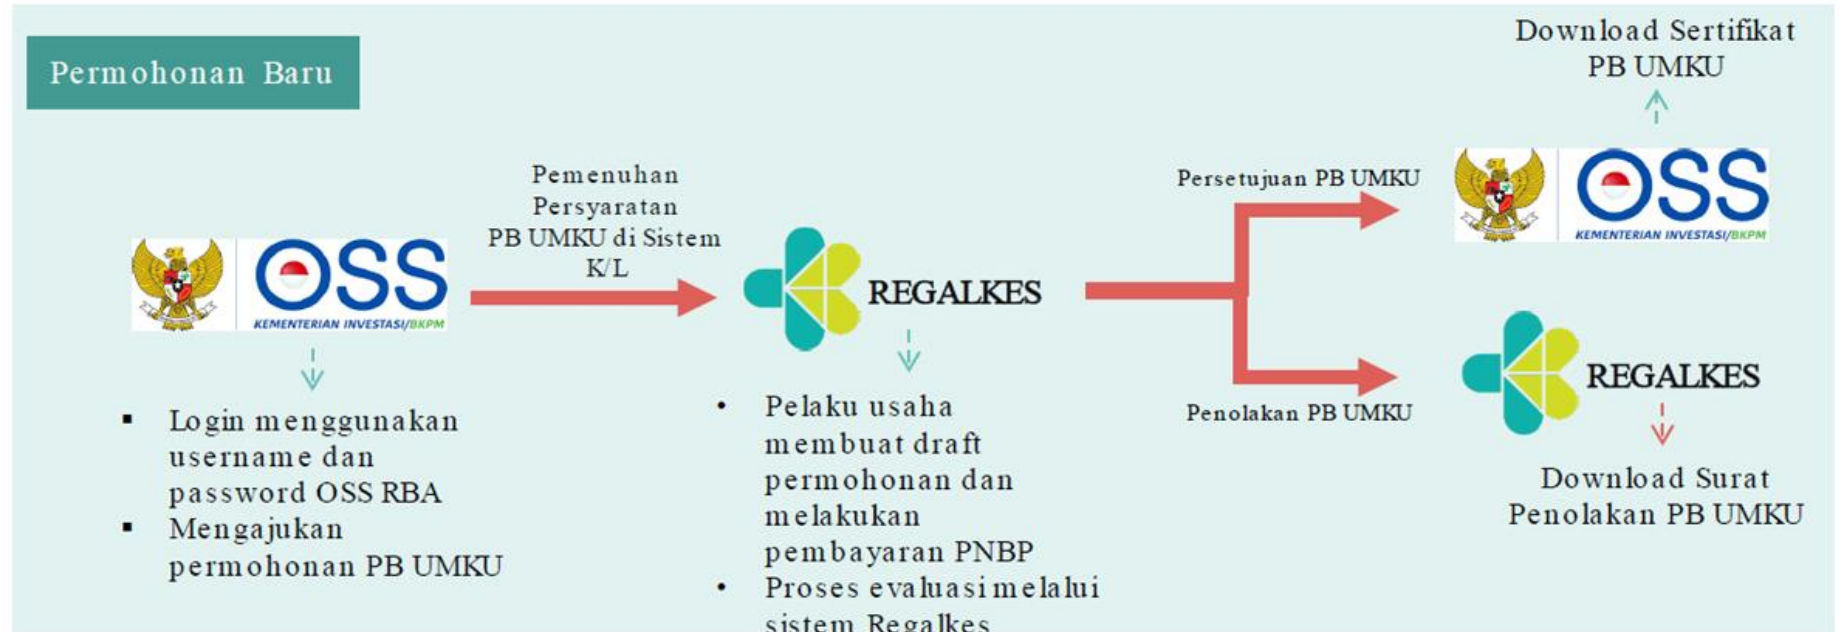 Permohonan Baru
OSS
KEMENTERIAN INVESTASI/BKPM
▪ Login menggunakan
username dan
password OSS RBA
▪ Mengajukan
permohonan PB UMKU
Pemenuhan
Persyaratan
PB UMKU di Sistem
K/L
REGALKES
• Pelaku usaha
membuat draft
permohonan dan
melakukan
pembayaran PNBP
• Proses evaluasi melalui
sistem Regalkes
Persetujuan PB UMKU
Download Sertifikat
PB UMKU
OSS
KEMENTERIAN INVESTASI/BKPM
Penolakan PB UMKU
REGALKES
Download Surat
Penolakan PB UMKU